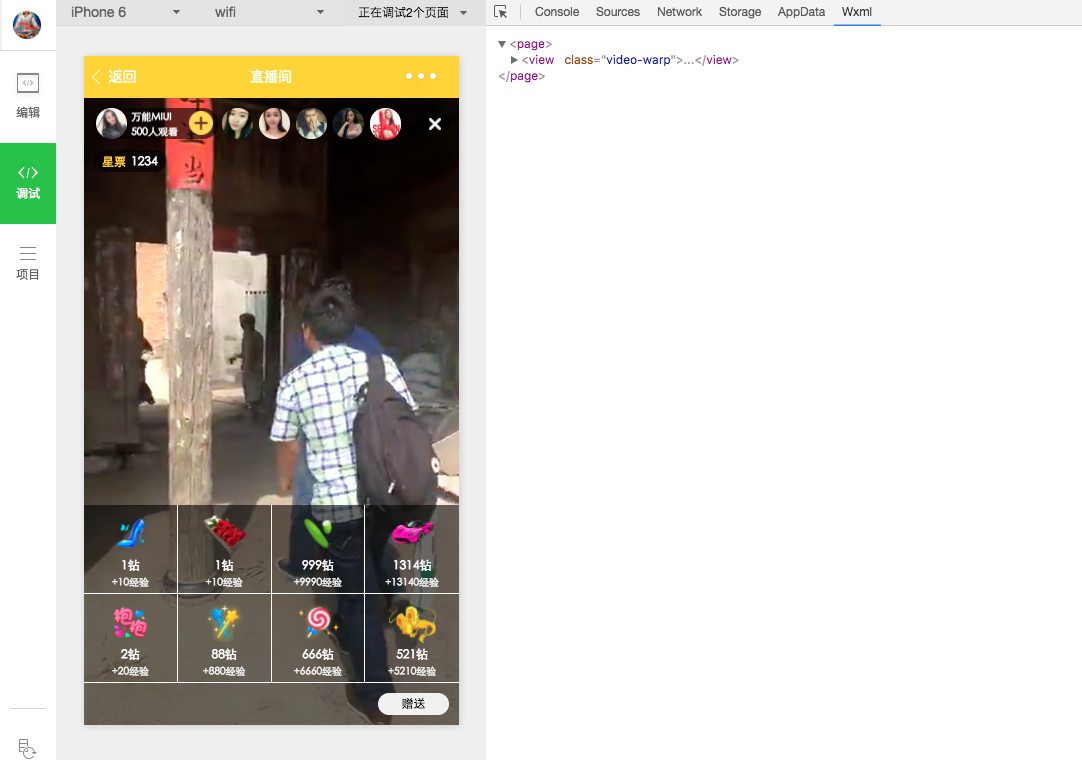 iPhone 6 wifi 正在调试2个页面
Console Sources Network Storage AppData Wxml
编辑
调试
项目
返回 直播间
万能MIUI
500人观看
星票 1234
当
1钻
+10经验
1钻
+10经验
999钻
+9990经验
1314钻
+13140经验
抱抱
2钻
+20经验
88钻
+880经验
666钻
+6660经验
521钻
+5210经验
赠送
<page>
<view class="video-warp">…</view>
</page>